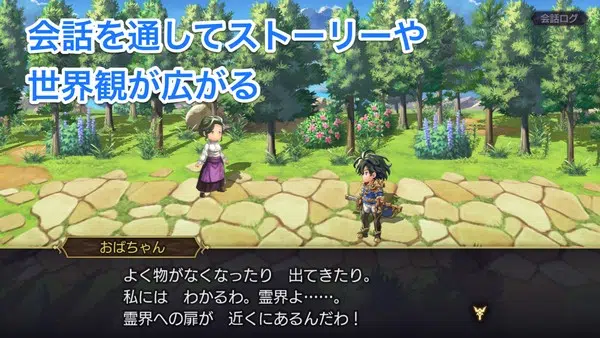 会話を通してストーリーや
世界観が広がる
会話ログ
おばちゃん
よく物がなくなったり　出てきたり。
私には　わかるわ。霊界よ……。
霊界への扉が　近くにあるんだわ！